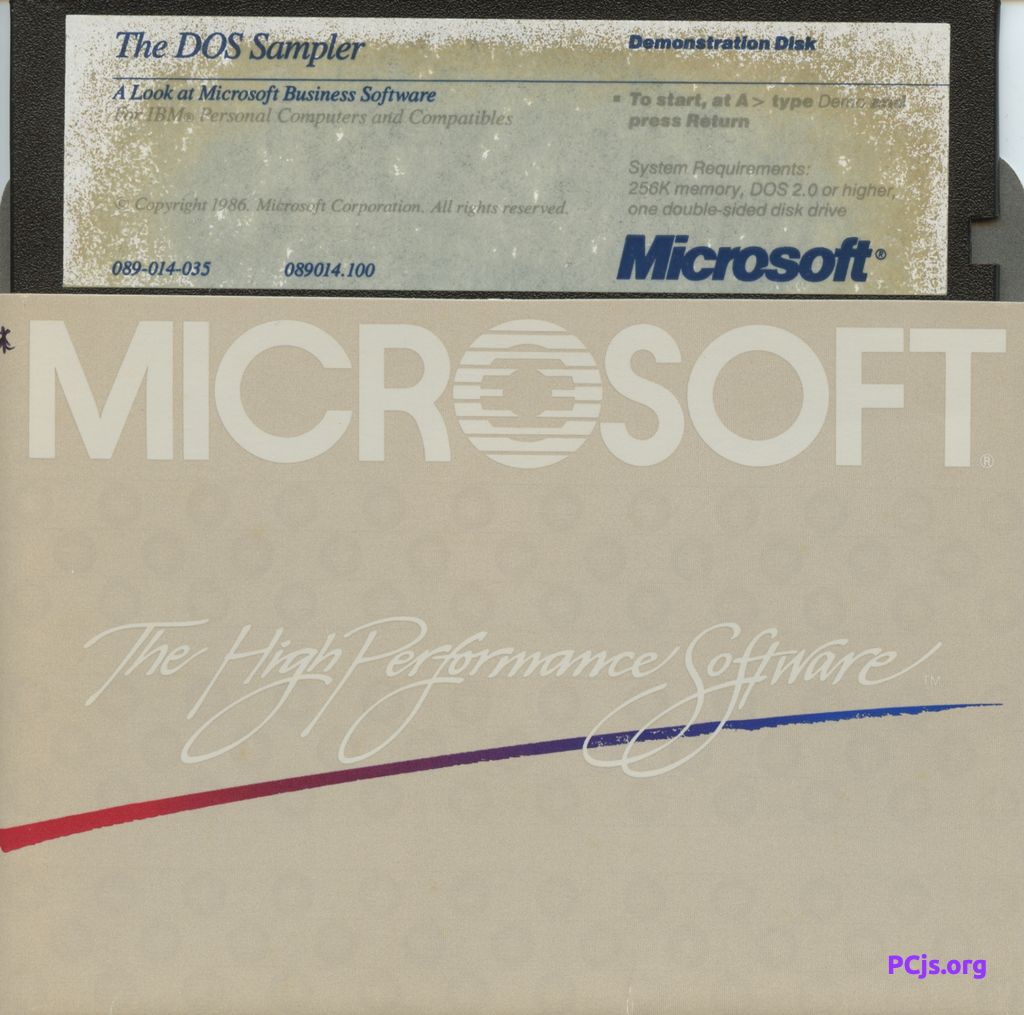 The DOS Sampler
Demonstration Disk
A Look at Microsoft Business Software
For IBM® Personal Computers and Compatibles
▪ To start, at A> type Demo and
press Return
System Requirements:
256K memory, DOS 2.0 or higher,
one double-sided disk drive
© Copyright 1986. Microsoft Corporation. All rights reserved.
089-014-035 089014.100
Microsoft®
MICROSOFT®
The High Performance Software™
PCjs.org